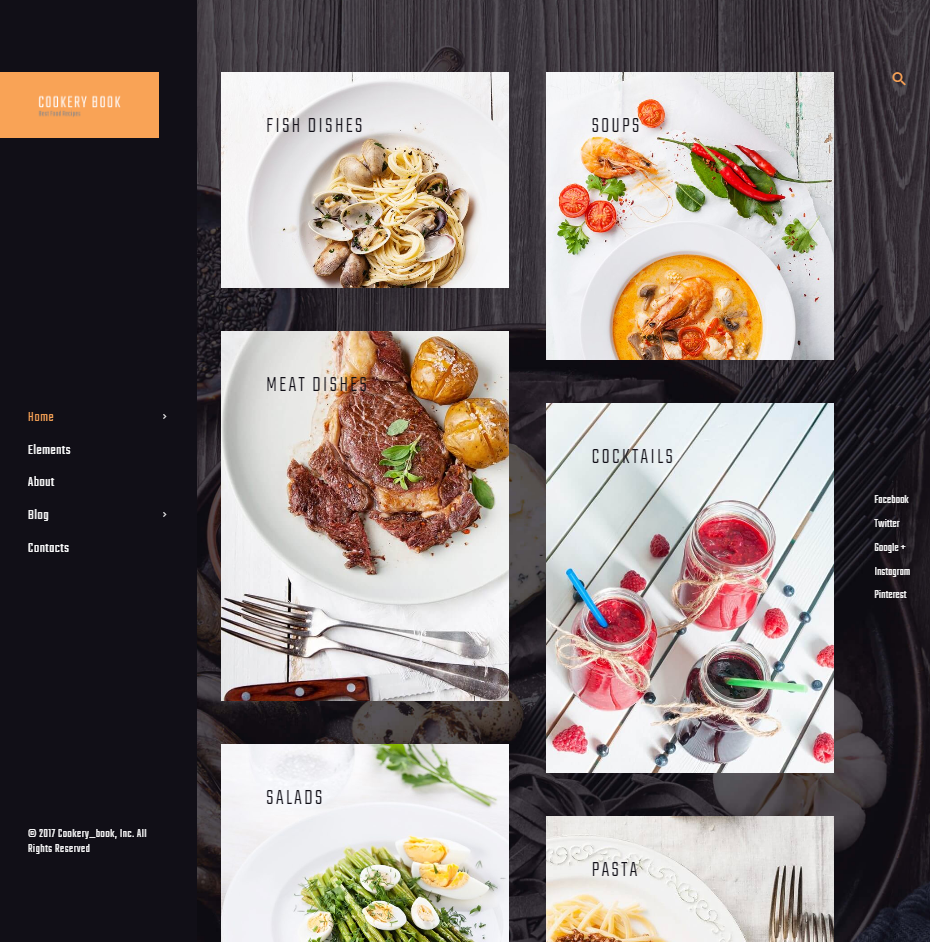 COOKERY BOOK
Best Food Recipes
Home
Elements
About
Blog
Contacts
© 2017 Cookery_book, Inc. All
Rights Reserved
FISH DISHES
SOUPS
MEAT DISHES
COCKTAILS
SALADS
PASTA
Facebook
Twitter
Google +
Instagram
Pinterest